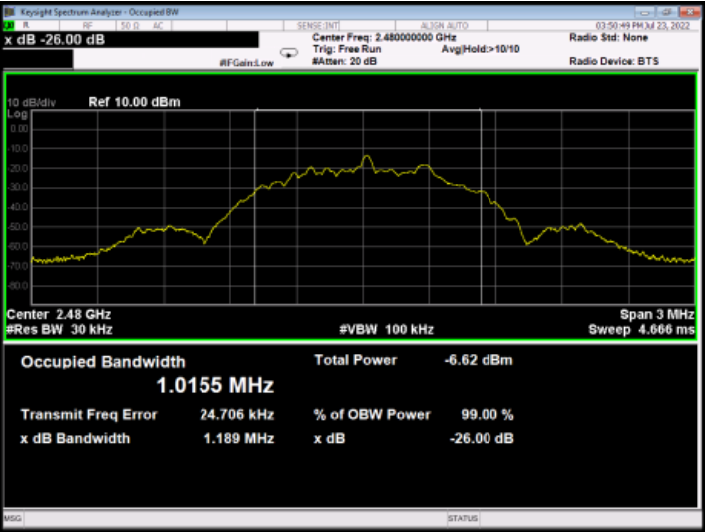 Keysight Spectrum Analyzer - Occupied BW
R RF 50 Ω AC SENSE:INT ALIGN AUTO 03:50:49 PM Jul 23, 2022
x dB -26.00 dB Center Freq: 2.480000000 GHz Radio Std: None
Trig: Free Run Avg|Hold:>10/10
#IFGain:Low #Atten: 20 dB Radio Device: BTS
10 dB/div Ref 10.00 dBm
Log
0.00
-10.0
-20.0
-30.0
-40.0
-50.0
-60.0
-70.0
-80.0
Center 2.48 GHz Span 3 MHz
#Res BW 30 kHz #VBW 100 kHz Sweep 4.666 ms
Occupied Bandwidth Total Power -6.62 dBm
1.0155 MHz
Transmit Freq Error 24.706 kHz % of OBW Power 99.00 %
x dB Bandwidth 1.189 MHz x dB -26.00 dB
MSG STATUS